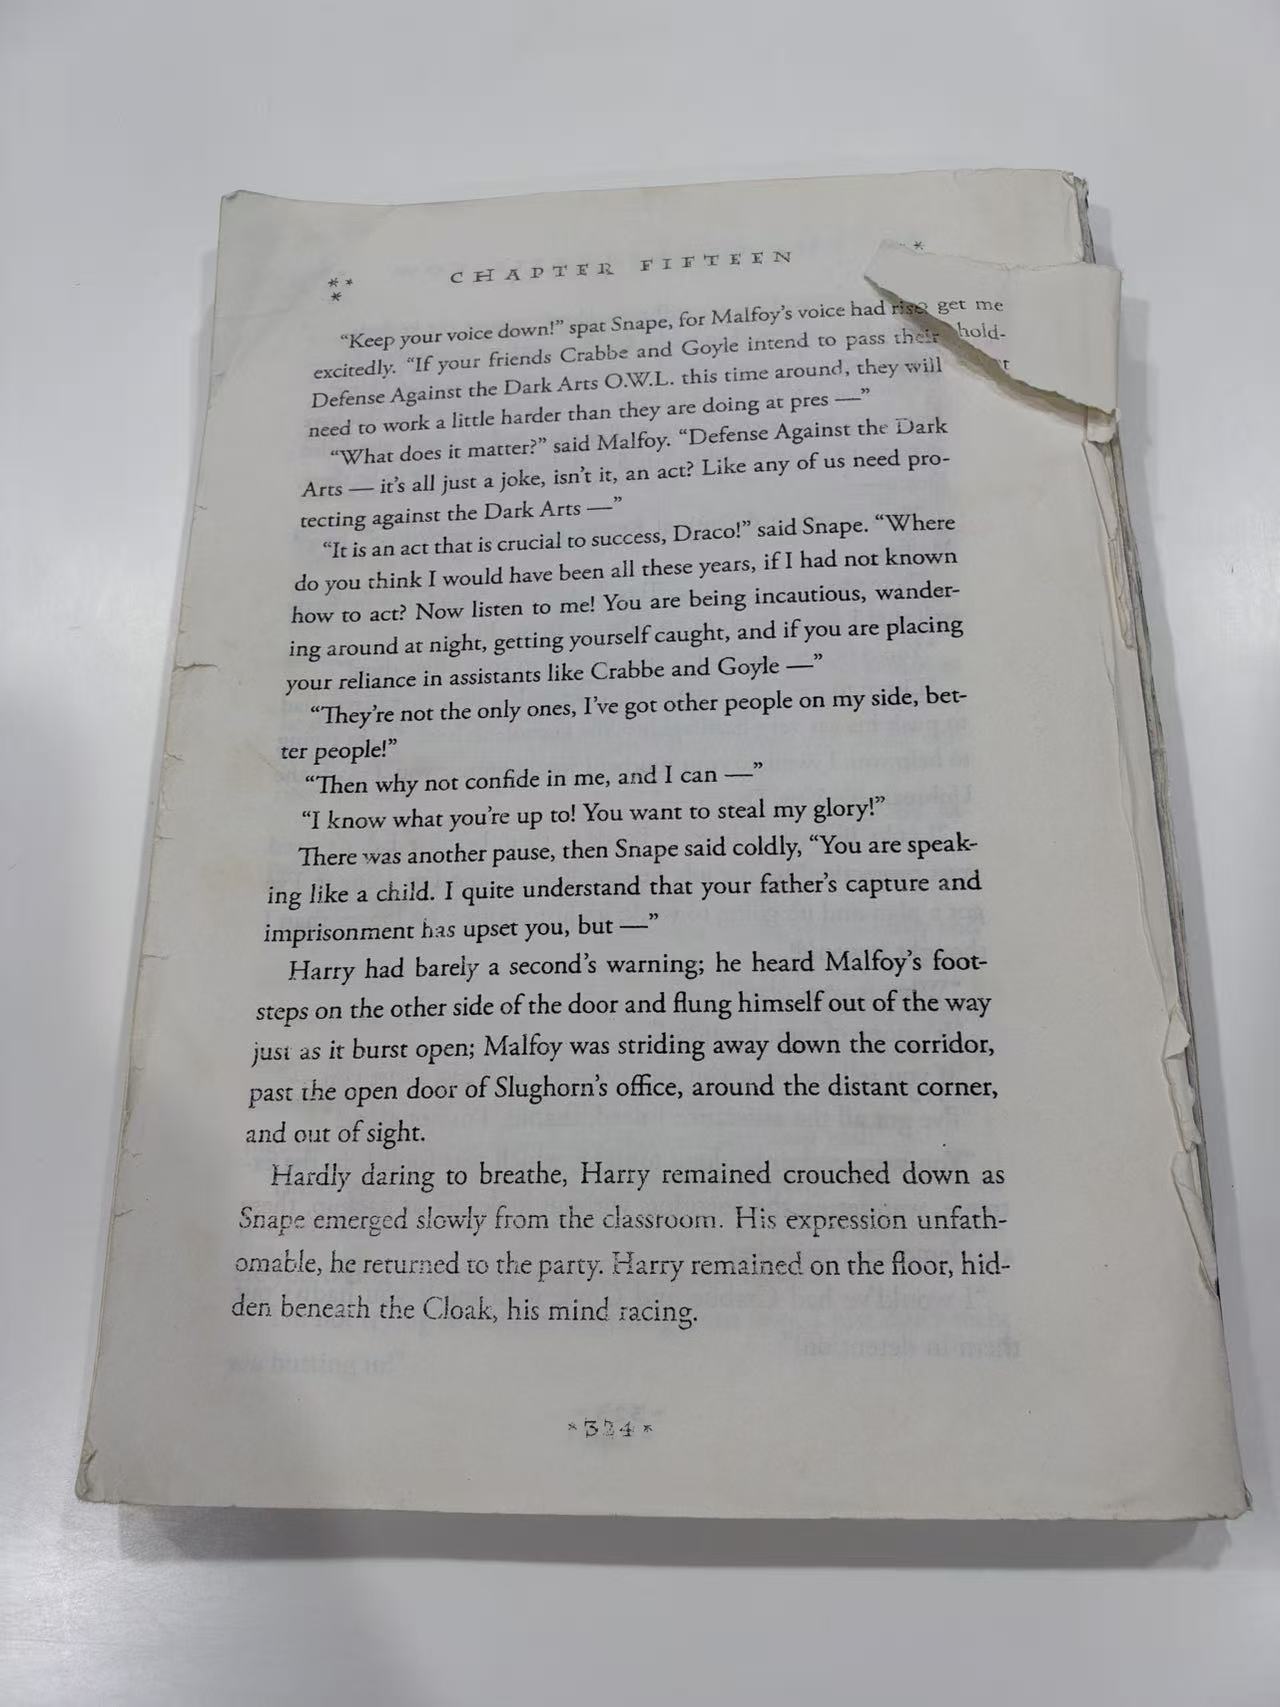 CHAPTER FIFTEEN
“Keep your voice down!” spat Snape, for Malfoy’s voice had get me
excitedly. “If your friends Crabbe and Goyle intend to pass their hold-
Defense Against the Dark Arts O.W.L. this time around, they will
need to work a little harder than they are doing at pres —”
“What does it matter?” said Malfoy. “Defense Against the Dark
Arts — it’s all just a joke, isn’t it, an act? Like any of us need pro-
tecting against the Dark Arts —”
“It is an act that is crucial to success, Draco!” said Snape. “Where
do you think I would have been all these years, if I had not known
how to act? Now listen to me! You are being incautious, wander-
ing around at night, getting yourself caught, and if you are placing
your reliance in assistants like Crabbe and Goyle —”
“They’re not the only ones, I’ve got other people on my side, bet-
ter people!”
“Then why not confide in me, and I can —”
“I know what you’re up to! You want to steal my glory!”
There was another pause, then Snape said coldly, “You are speak-
ing like a child. I quite understand that your father’s capture and
imprisonment has upset you, but —”
Harry had barely a second’s warning; he heard Malfoy’s foot-
steps on the other side of the door and flung himself out of the way
just as it burst open; Malfoy was striding away down the corridor,
past the open door of Slughorn’s office, around the distant corner,
and out of sight.
Hardly daring to breathe, Harry remained crouched down as
Snape emerged slowly from the classroom. His expression unfath-
omable, he returned to the party. Harry remained on the floor, hid-
den beneath the Cloak, his mind racing.
*324*